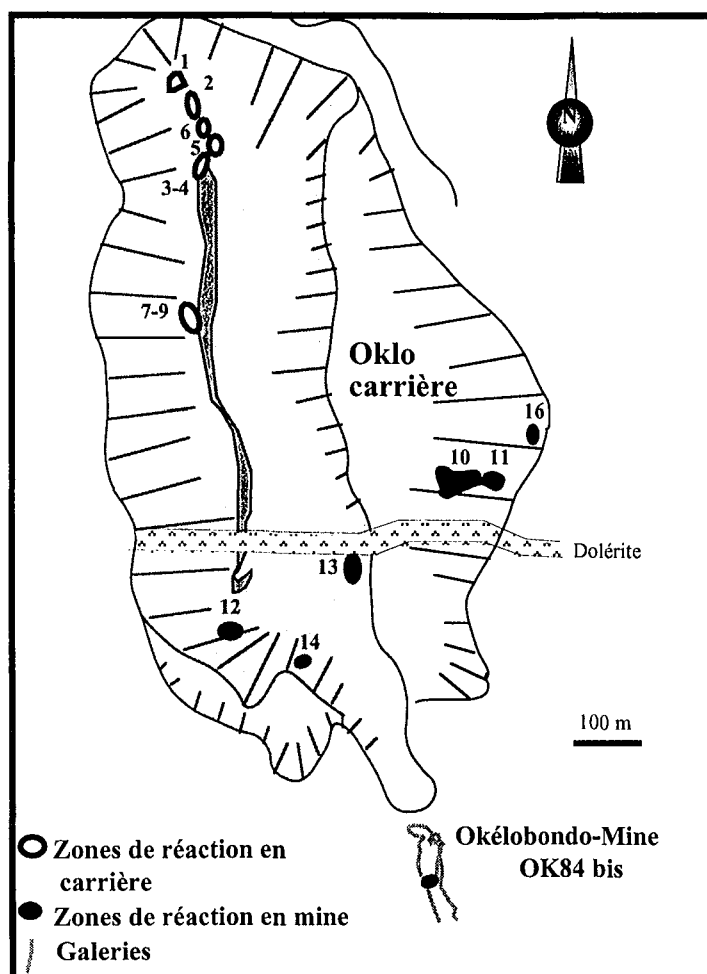 1
2
N
6
5
3-4
7-9
Oklo
carrière
16
10 11
Dolérite
13
12
14
100 m
Okélobondo-Mine
OK84 bis
Zones de réaction en
carrière
Zones de réaction en mine
Galeries